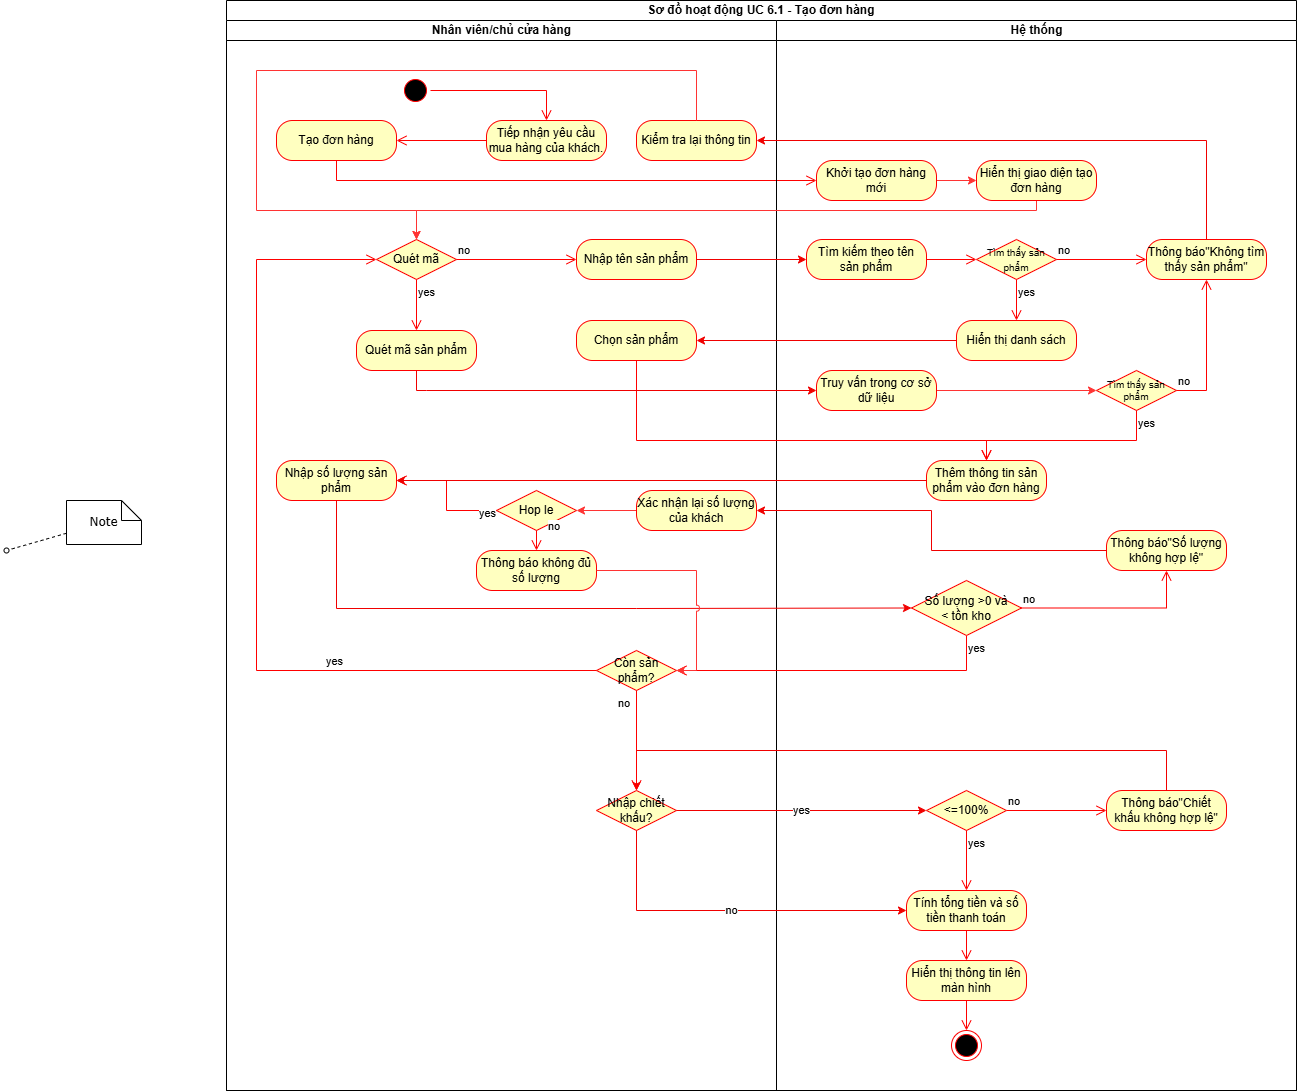 Sơ đồ hoạt động UC 6.1 - Tạo đơn hàng
Nhân viên/chủ cửa hàng
Hệ thống
Tạo đơn hàng
Tiếp nhận yêu cầu
mua hàng của khách.
Kiểm tra lại thông tin
Khởi tạo đơn hàng
mới
Hiển thị giao diện tạo
đơn hàng
Quét mã
no
Nhập tên sản phẩm
Tìm kiếm theo tên
sản phẩm
Tìm thấy sản
phẩm
no
Thông báo"Không tìm
thấy sản phẩm"
yes
yes
Quét mã sản phẩm
Chọn sản phẩm
Hiển thị danh sách
Truy vấn trong cơ sở
dữ liệu
Tìm thấy sản
phẩm
no
yes
Nhập số lượng sản
phẩm
Thêm thông tin sản
phẩm vào đơn hàng
yes
Hop le
Xác nhận lại số lượng
của khách
no
Note
Thông báo"Số lượng
không hợp lệ"
Thông báo không đủ
số lượng
Số lượng >0 và
< tồn kho
no
yes
yes
Còn sản
phẩm?
no
Nhập chiết
khấu?
yes
<=100%
no
Thông báo"Chiết
khấu không hợp lệ"
yes
no
Tính tổng tiền và số
tiền thanh toán
Hiển thị thông tin lên
màn hình